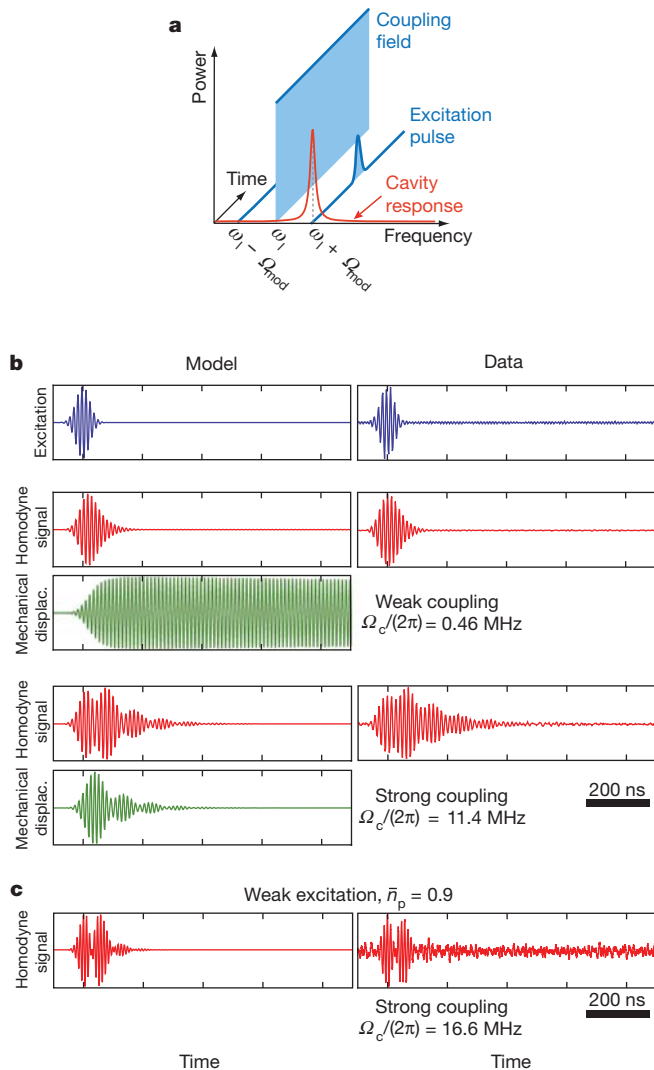 a
Coupling
field
Power
Excitation
pulse
Time
Cavity
response
Frequency
ω_l − Ω_mod
ω_l
ω_l + Ω_mod
b
Model
Data
Excitation
Homodyne
signal
Mechanical
displac.
Weak coupling
Ω_c/(2π) = 0.46 MHz
Homodyne
signal
Mechanical
displac.
200 ns
Strong coupling
Ω_c/(2π) = 11.4 MHz
c
Weak excitation, n̄_p = 0.9
Homodyne
signal
200 ns
Strong coupling
Ω_c/(2π) = 16.6 MHz
Time
Time